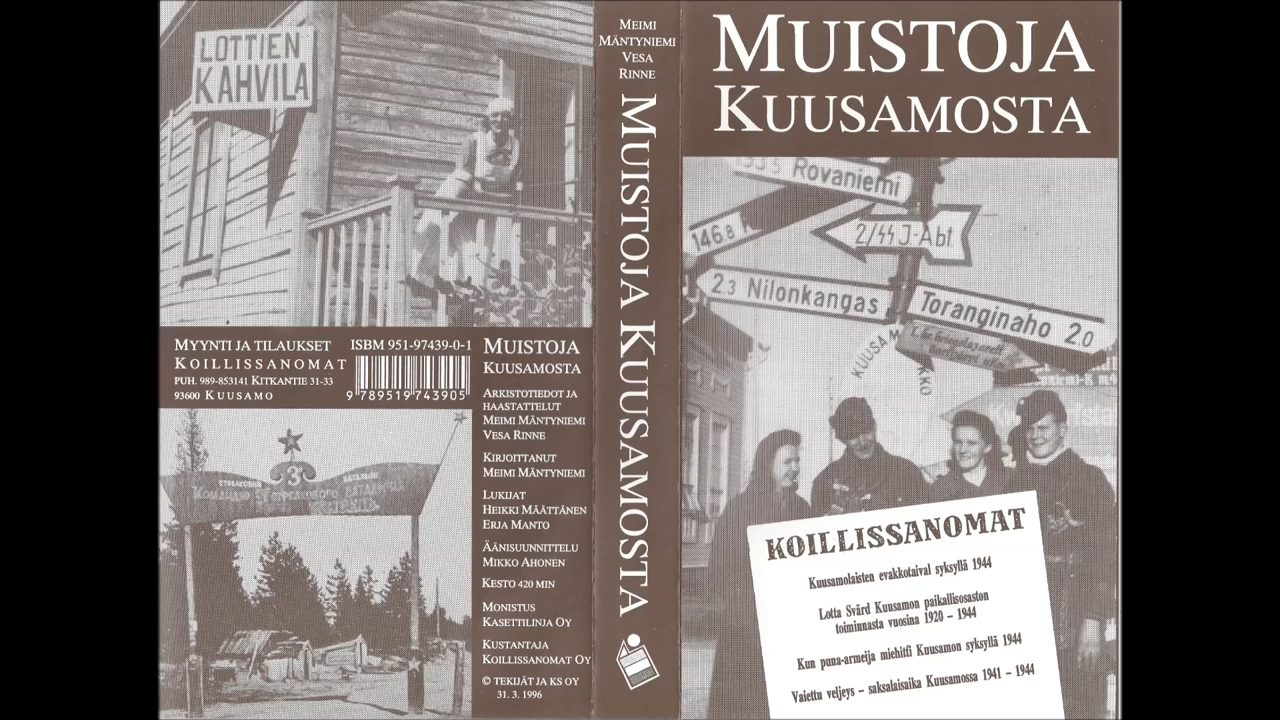 LOTTIEN
KAHVILA
MYYNTI JA TILAUKSET
KOILLISSANOMAT
PUH. 989-853141 KITKANTIE 31-33
93600 KUUSAMO
ISBN 951-97439-0-1
9 789519 743905
3
MUISTOJA
KUUSAMOSTA
ARKISTOTIEDOT JA
HAASTATTELUT
MEIMI MÄNTYNIEMI
VESA RINNE
KIRJOITTANUT
MEIMI MÄNTYNIEMI
LUKIJAT
HEIKKI MÄÄTTÄNEN
ERJA MANTO
ÄÄNISUUNNITTELU
MIKKO AHONEN
KESTO 420 MIN
MONISTUS
KASETTILINJA OY
KUSTANTAJA
KOILLISSANOMAT OY
© TEKIJÄT JA KS OY
31. 3. 1996
MEIMI
MÄNTYNIEMI
VESA
RINNE
MUISTOJA KUUSAMOSTA
MUISTOJA
KUUSAMOSTA
Rovaniemi
146.8
2/SS J-Abt
2.3 Nilonkangas
Toranginaho 2.0
KOILLISSANOMAT
Kuusamolaisten evakkotaival syksyllä 1944
Lotta Svärd Kuusamon paikallisosaston
toiminnasta vuosina 1920 – 1944
Kun puna-armeija miehitti Kuusamon syksyllä 1944
Vaiettu veljeys – saksalaisaika Kuusamossa 1941 – 1944